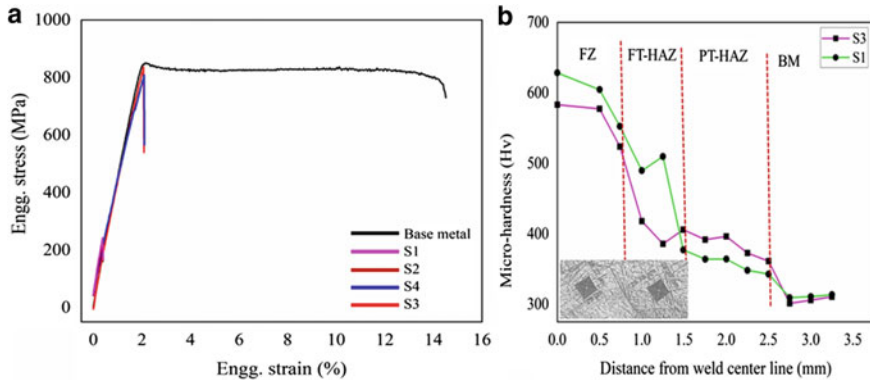 a
Engg. stress (MPa)
1000
800
600
400
200
0
0 2 4 6 8 10 12 14 16
Engg. strain (%)
Base metal
S1
S2
S4
S3
b
Micro-hardness (Hv)
700
600
500
400
300
FZ FT-HAZ PT-HAZ BM
S3
S1
0.0 0.5 1.0 1.5 2.0 2.5 3.0 3.5
Distance from weld center line (mm)